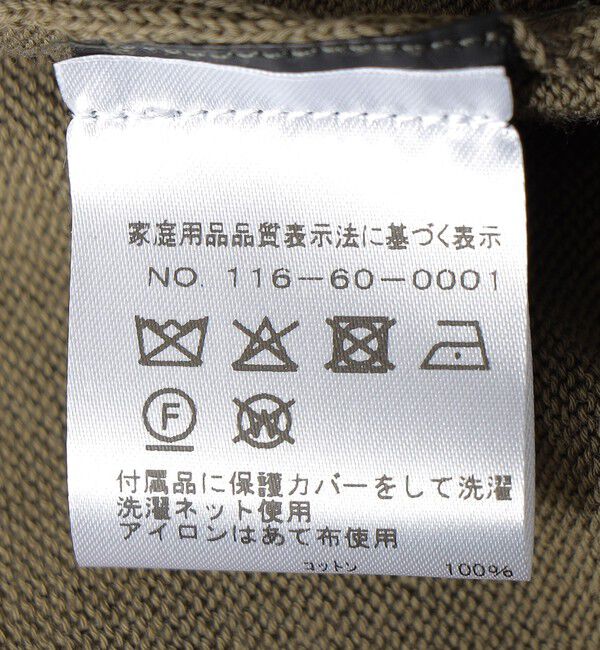 家庭用品品質表示法に基づく表示
NO. 116-60-0001
F W
付属品に保護カバーをして洗濯
洗濯ネット使用
アイロンはあて布使用
コットン 100%